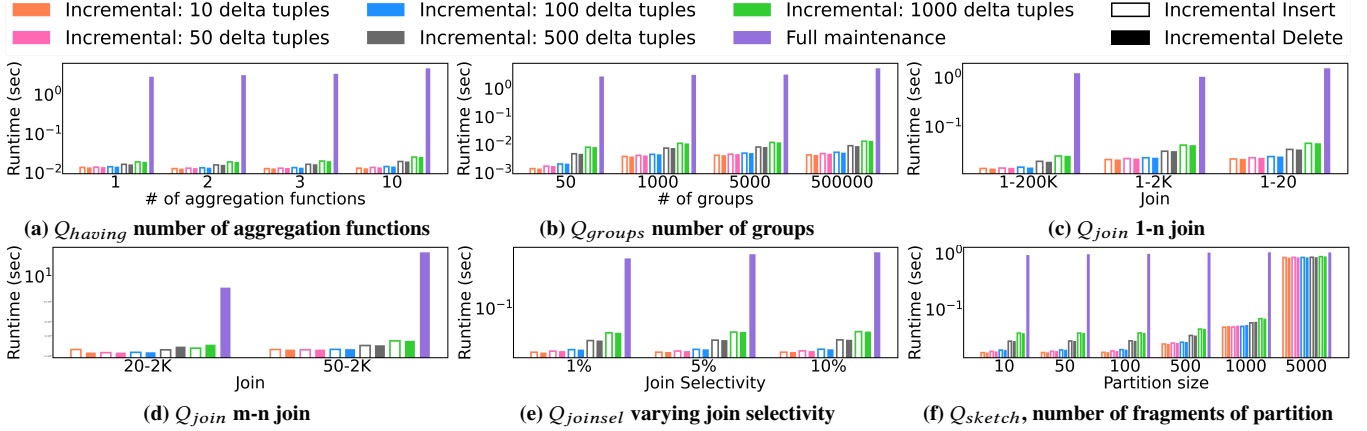 Incremental: 10 delta tuples Incremental: 100 delta tuples Incremental: 1000 delta tuples Incremental Insert
Incremental: 50 delta tuples Incremental: 500 delta tuples Full maintenance Incremental Delete
Runtime (sec)
10^0
10^-1
10^-2
1 2 3 10
# of aggregation functions
(a) Q_having number of aggregation functions
Runtime (sec)
10^0
10^-1
10^-2
10^-3
50 1000 5000 500000
# of groups
(b) Q_groups number of groups
Runtime (sec)
10^0
10^-1
1-200K 1-2K 1-20
Join
(c) Q_join 1-n join
Runtime (sec)
10^1
20-2K 50-2K
Join
(d) Q_join m-n join
Runtime (sec)
10^-1
1% 5% 10%
Join Selectivity
(e) Q_joinsel varying join selectivity
Runtime (sec)
10^0
10^-1
10 50 100 500 1000 5000
Partition size
(f) Q_sketch, number of fragments of partition